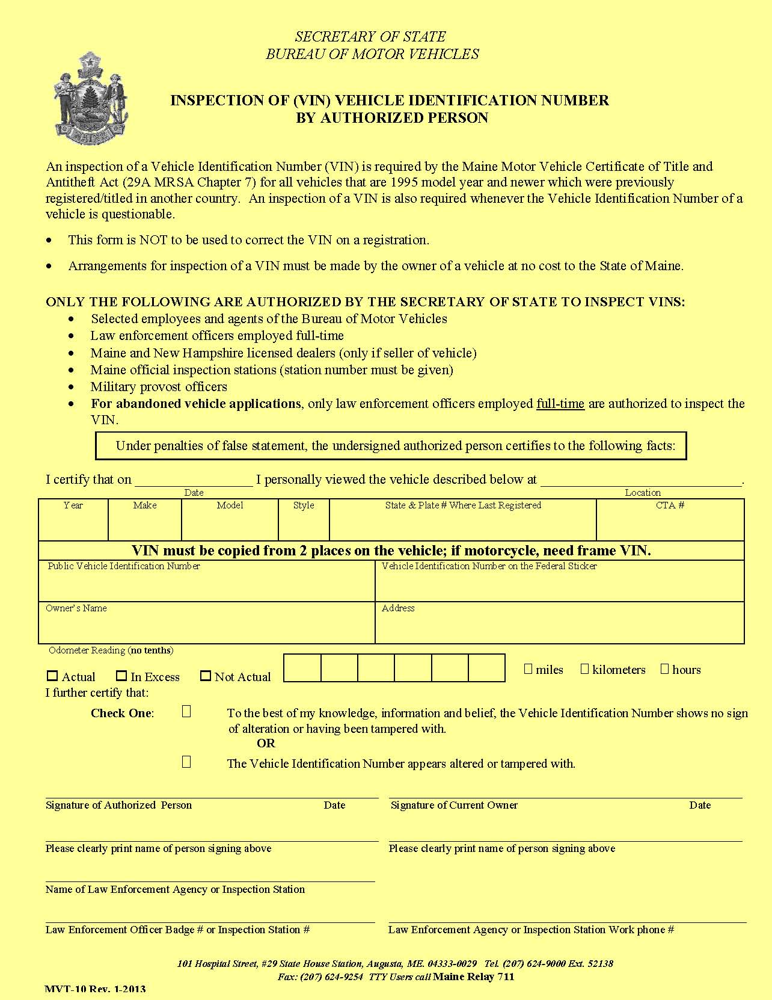 SECRETARY OF STATE
BUREAU OF MOTOR VEHICLES
MAINE
INSPECTION OF (VIN) VEHICLE IDENTIFICATION NUMBER
BY AUTHORIZED PERSON
An inspection of a Vehicle Identification Number (VIN) is required by the Maine Motor Vehicle Certificate of Title and
Antitheft Act (29A MRSA Chapter 7) for all vehicles that are 1995 model year and newer which were previously
registered/titled in another country. An inspection of a VIN is also required whenever the Vehicle Identification Number of a
vehicle is questionable.
• This form is NOT to be used to correct the VIN on a registration.
• Arrangements for inspection of a VIN must be made by the owner of a vehicle at no cost to the State of Maine.
ONLY THE FOLLOWING ARE AUTHORIZED BY THE SECRETARY OF STATE TO INSPECT VINS:
• Selected employees and agents of the Bureau of Motor Vehicles
• Law enforcement officers employed full-time
• Maine and New Hampshire licensed dealers (only if seller of vehicle)
• Maine official inspection stations (station number must be given)
• Military provost officers
• For abandoned vehicle applications, only law enforcement officers employed full-time are authorized to inspect the
VIN.
Under penalties of false statement, the undersigned authorized person certifies to the following facts:
I certify that on __________________ I personally viewed the vehicle described below at ______________________________.
Date Location
Year Make Model Style State & Plate # Where Last Registered CTA #
VIN must be copied from 2 places on the vehicle; if motorcycle, need frame VIN.
Public Vehicle Identification Number Vehicle Identification Number on the Federal Sticker
Owner's Name Address
Odometer Reading (no tenths)
☐ Actual ☐ In Excess ☐ Not Actual ☐ miles ☐ kilometers ☐ hours
I further certify that:
Check One: ☐ To the best of my knowledge, information and belief, the Vehicle Identification Number shows no sign
of alteration or having been tampered with.
OR
☐ The Vehicle Identification Number appears altered or tampered with.
Signature of Authorized Person Date Signature of Current Owner Date
Please clearly print name of person signing above Please clearly print name of person signing above
Name of Law Enforcement Agency or Inspection Station
Law Enforcement Officer Badge # or Inspection Station # Law Enforcement Agency or Inspection Station Work phone #
101 Hospital Street, #29 State House Station, Augusta, ME. 04333-0029 Tel. (207) 624-9000 Ext. 52138
Fax: (207) 624-9254 TTY Users call Maine Relay 711
MVT-10 Rev. 1-2013